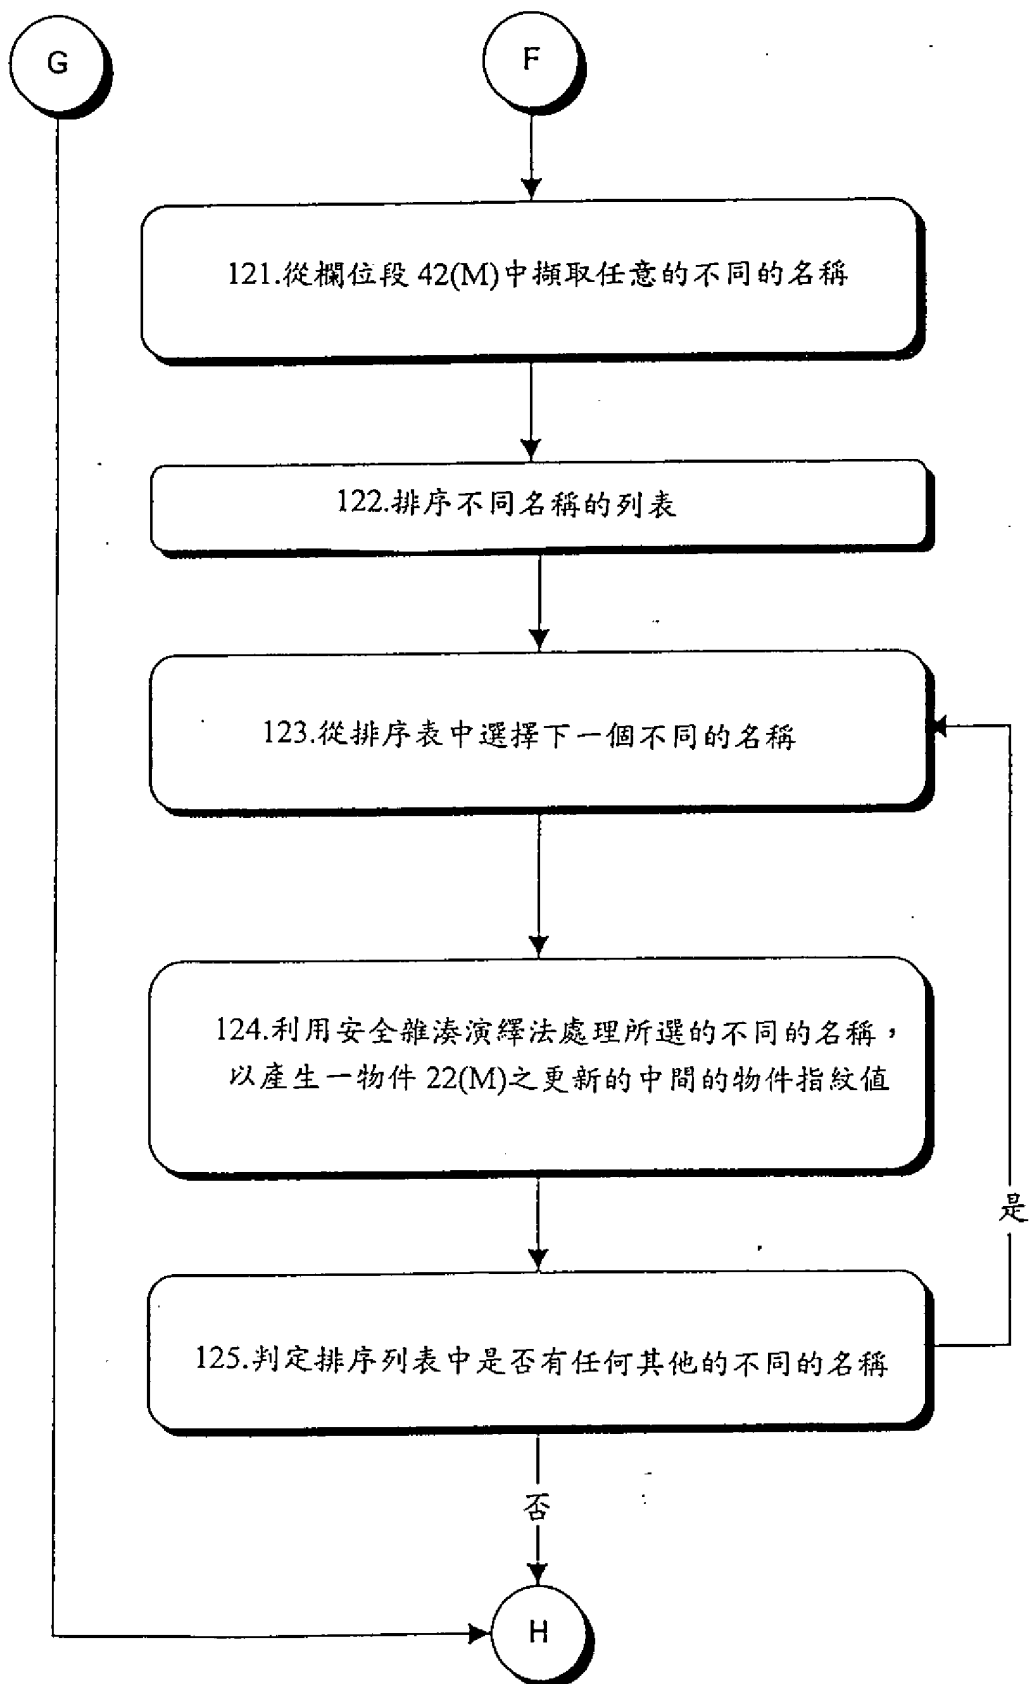 G
F
121.從欄位段 42(M)中擷取任意的不同的名稱
122.排序不同名稱的列表
123.從排序表中選擇下一個不同的名稱
124.利用安全雜湊演繹法處理所選的不同的名稱，
以產生一物件 22(M)之更新的中間的物件指紋值
是
125.判定排序列表中是否有任何其他的不同的名稱
否
H